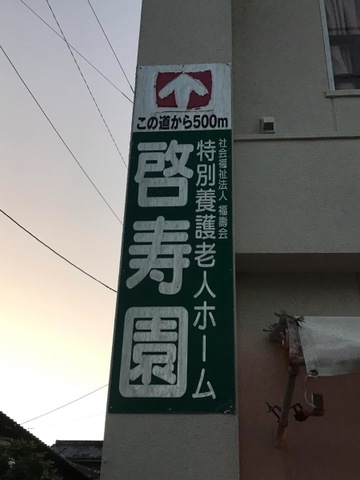 この道から500m
社会福祉法人 福壽会
特別養護老人ホーム
啓寿園